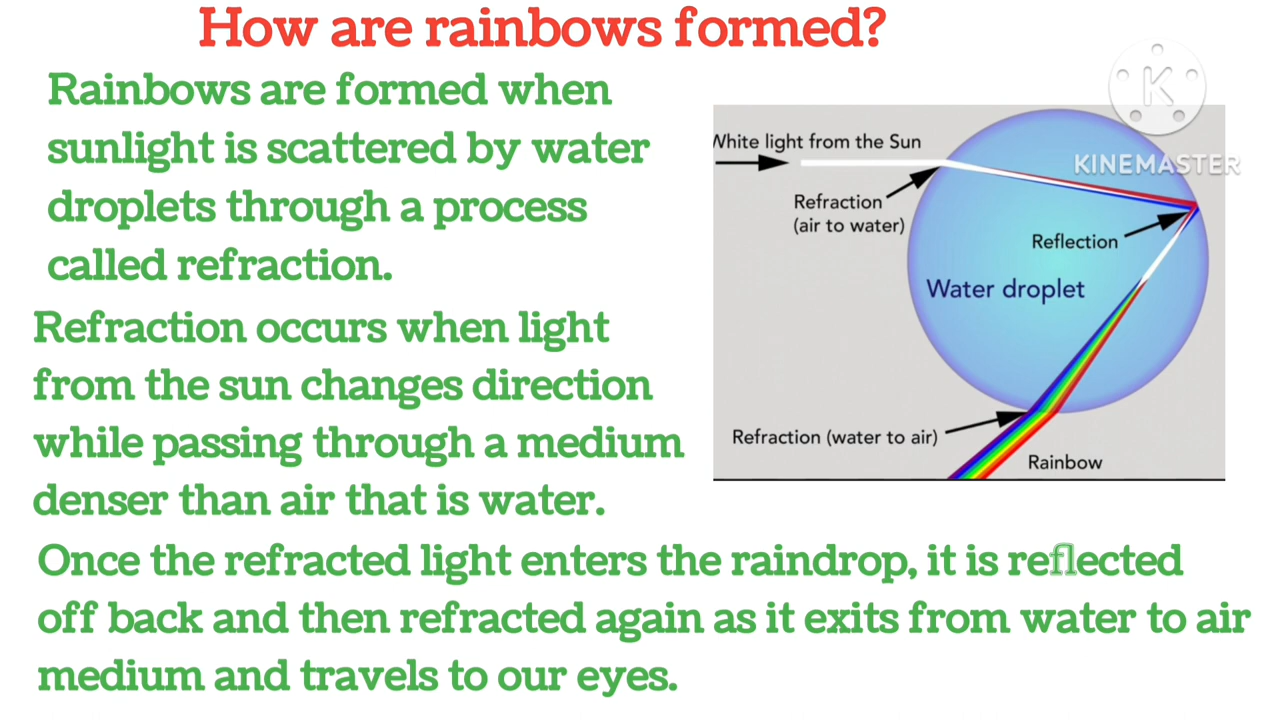 How are rainbows formed?
Rainbows are formed when
sunlight is scattered by water
droplets through a process
called refraction.
Refraction occurs when light
from the sun changes direction
while passing through a medium
denser than air that is water.
Once the refracted light enters the raindrop, it is reflected
off back and then refracted again as it exits from water to air
medium and travels to our eyes.
K
KINEMASTER
White light from the Sun
Refraction
(air to water)
Reflection
Water droplet
Refraction (water to air)
Rainbow